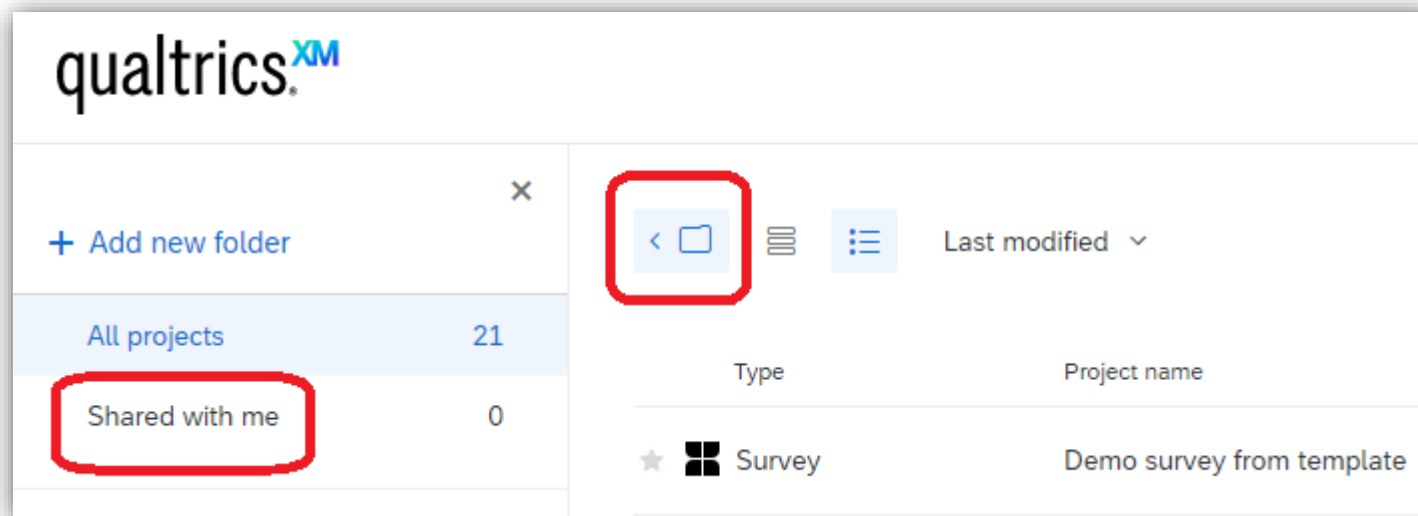 qualtrics.XM
+ Add new folder
All projects 21
Shared with me 0
Last modified
Type Project name
Survey Demo survey from template